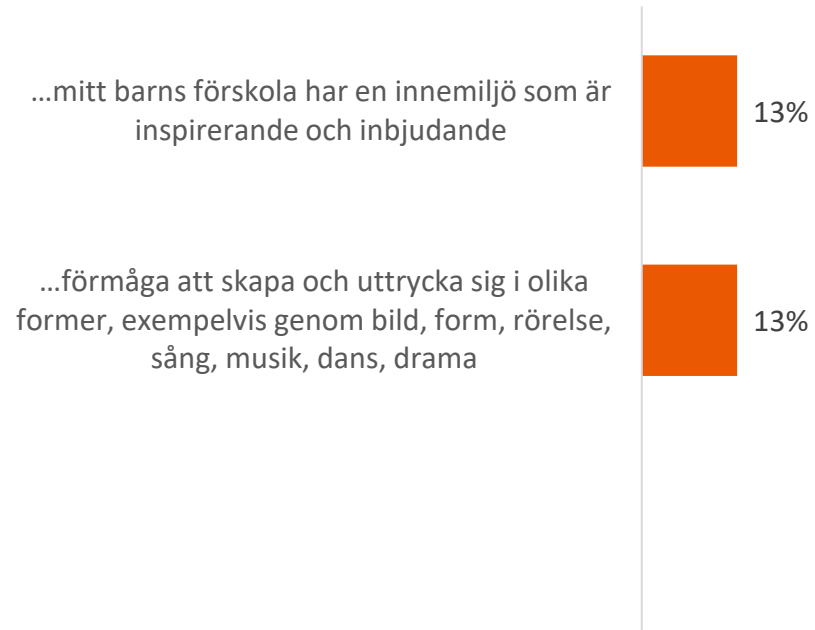 …mitt barns förskola har en innemiljö som är
inspirerande och inbjudande
13%
…förmåga att skapa och uttrycka sig i olika
former, exempelvis genom bild, form, rörelse,
sång, musik, dans, drama
13%